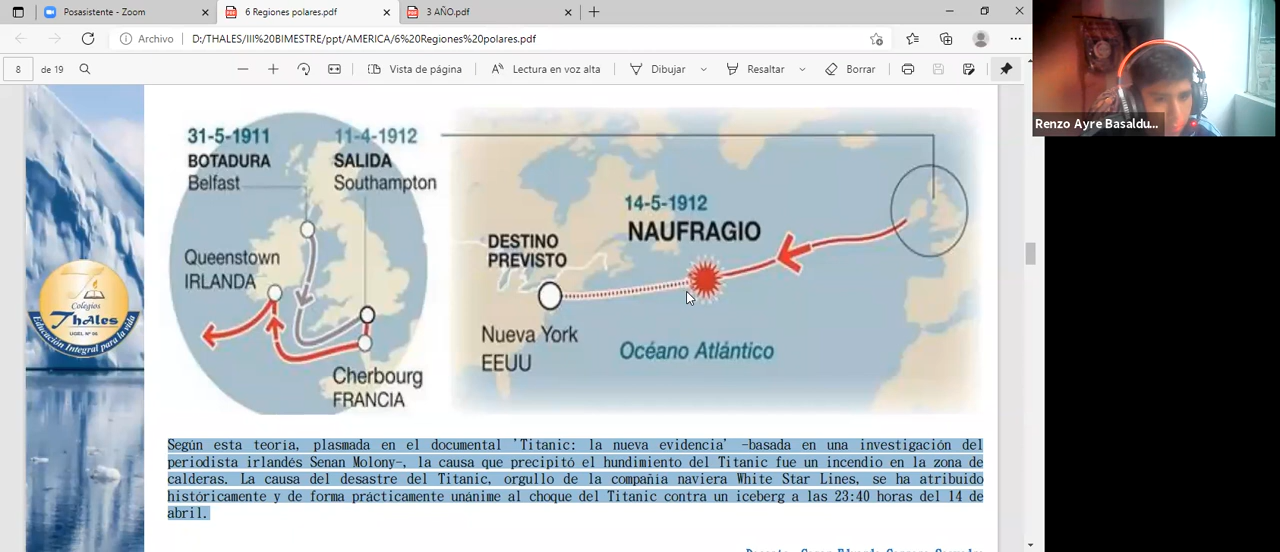 Posasistente - Zoom
6 Regiones polares.pdf
3 AÑO.pdf
Archivo
D:/THALES/III%20BIMESTRE/ppt/AMERICA/6%20Regiones%20polares.pdf
8 de 19
Vista de página
Lectura en voz alta
Dibujar
Resaltar
Borrar
Renzo Ayre Basaldu...
31-5-1911
BOTADURA
Belfast
11-4-1912
SALIDA
Southampton
Queenstown
IRLANDA
Cherbourg
FRANCIA
14-5-1912
NAUFRAGIO
DESTINO
PREVISTO
Nueva York
EEUU
Océano Atlántico
Colegios
Thales
UGEL Nº 06
Educación Integral para la vida
Según esta teoría, plasmada en el documental 'Titanic: la nueva evidencia' -basada en una investigación del
periodista irlandés Senan Molony-, la causa que precipitó el hundimiento del Titanic fue un incendio en la zona de
calderas. La causa del desastre del Titanic, orgullo de la compañía naviera White Star Lines, se ha atribuido
históricamente y de forma prácticamente unánime al choque del Titanic contra un iceberg a las 23:40 horas del 14 de
abril.